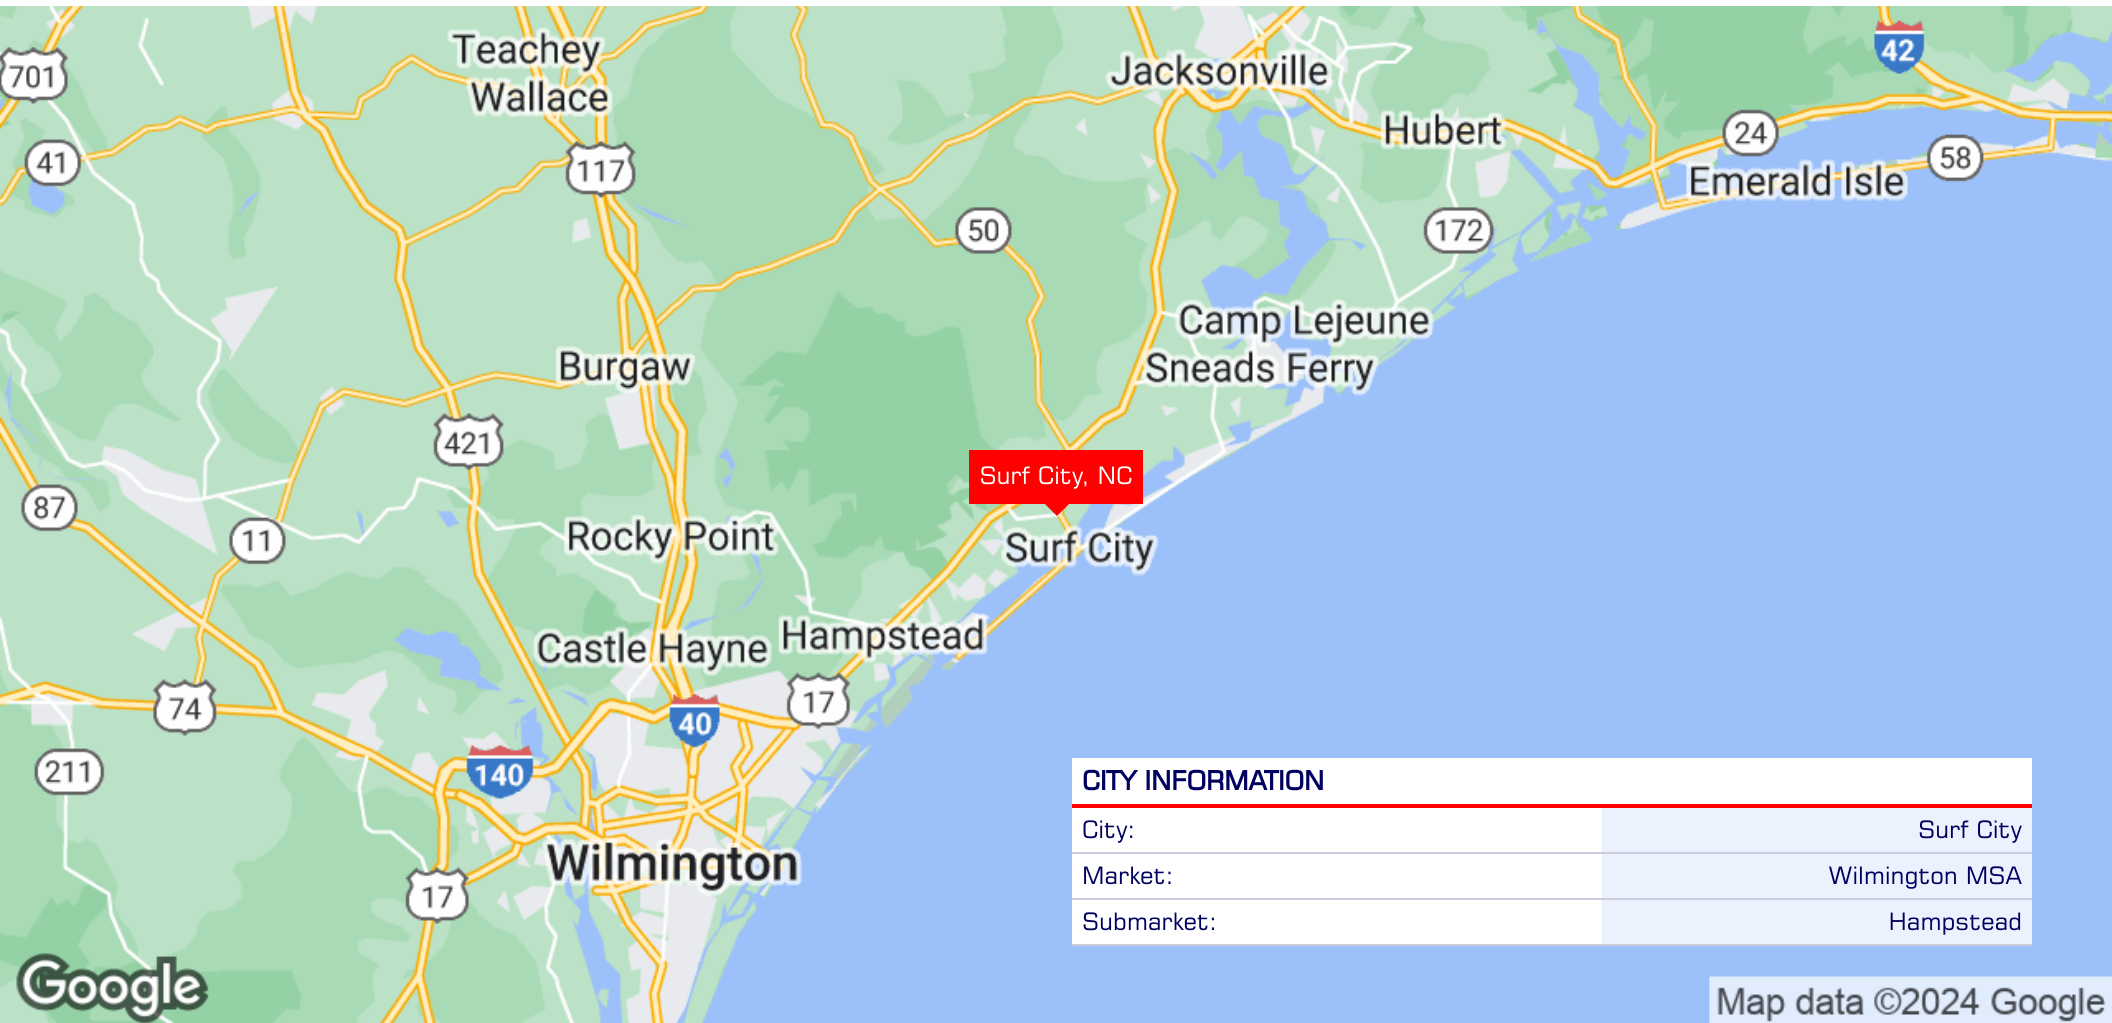 Teachey
Wallace
Jacksonville
42
701
Hubert
24
41
117
58
Emerald Isle
50
172
Camp Lejeune
Sneads Ferry
Burgaw
421
Surf City, NC
87
11
Rocky Point
Surf City
Castle Hayne
Hampstead
74
40
17
211
140
CITY INFORMATION
City: Surf City
Wilmington
Market: Wilmington MSA
17
Submarket: Hampstead
Google
Map data ©2024 Google